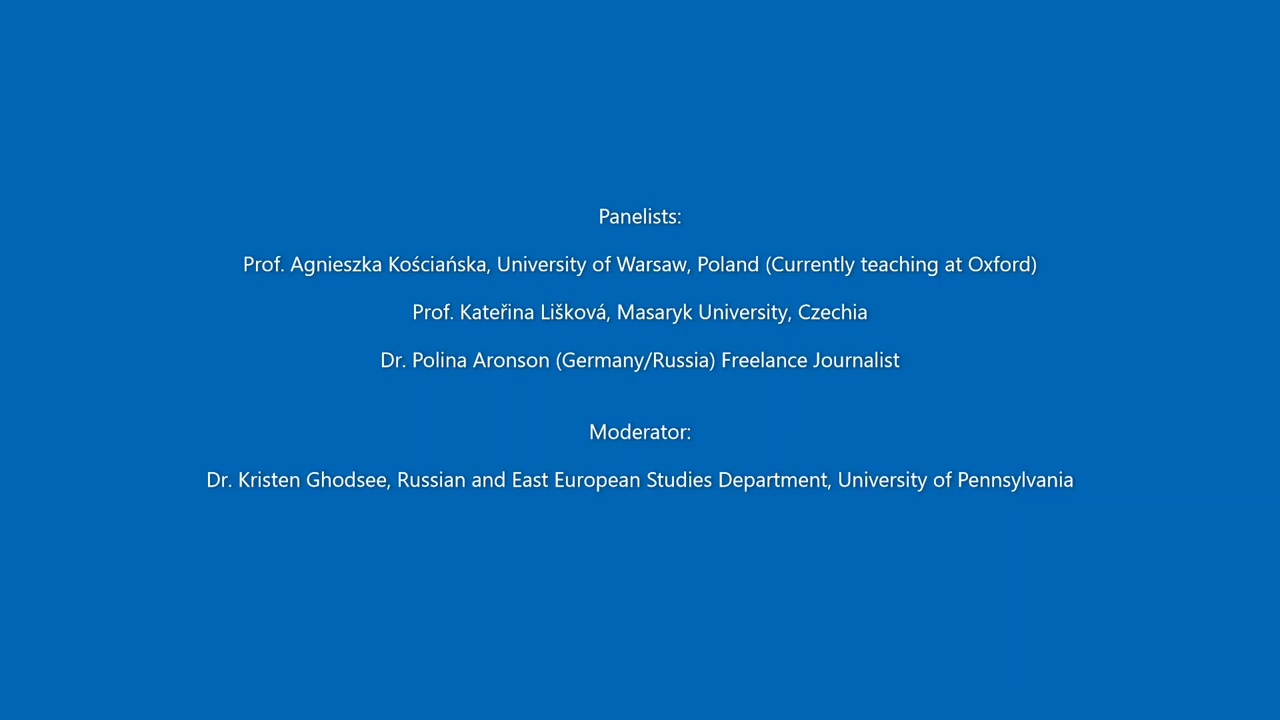 Panelists:
Prof. Agnieszka Kościańska, University of Warsaw, Poland (Currently teaching at Oxford)
Prof. Kateřina Lišková, Masaryk University, Czechia
Dr. Polina Aronson (Germany/Russia) Freelance Journalist
Moderator:
Dr. Kristen Ghodsee, Russian and East European Studies Department, University of Pennsylvania